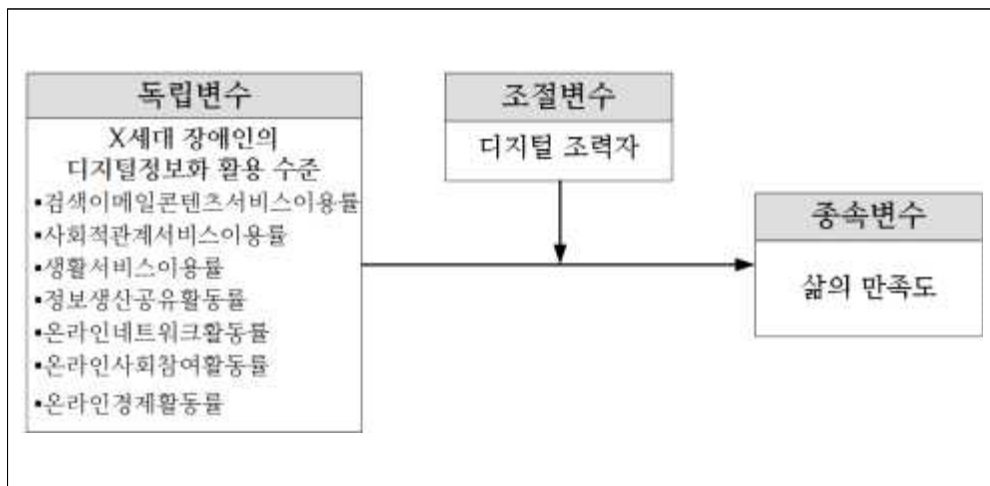 독립변수
X세대 장애인의
디지털정보화 활용 수준
▪검색이메일콘텐츠서비스이용률
▪사회적관계서비스이용률
▪생활서비스이용률
▪정보생산공유활동률
▪온라인네트워크활동률
▪온라인사회참여활동률
▪온라인경제활동률
조절변수
디지털 조력자
종속변수
삶의 만족도